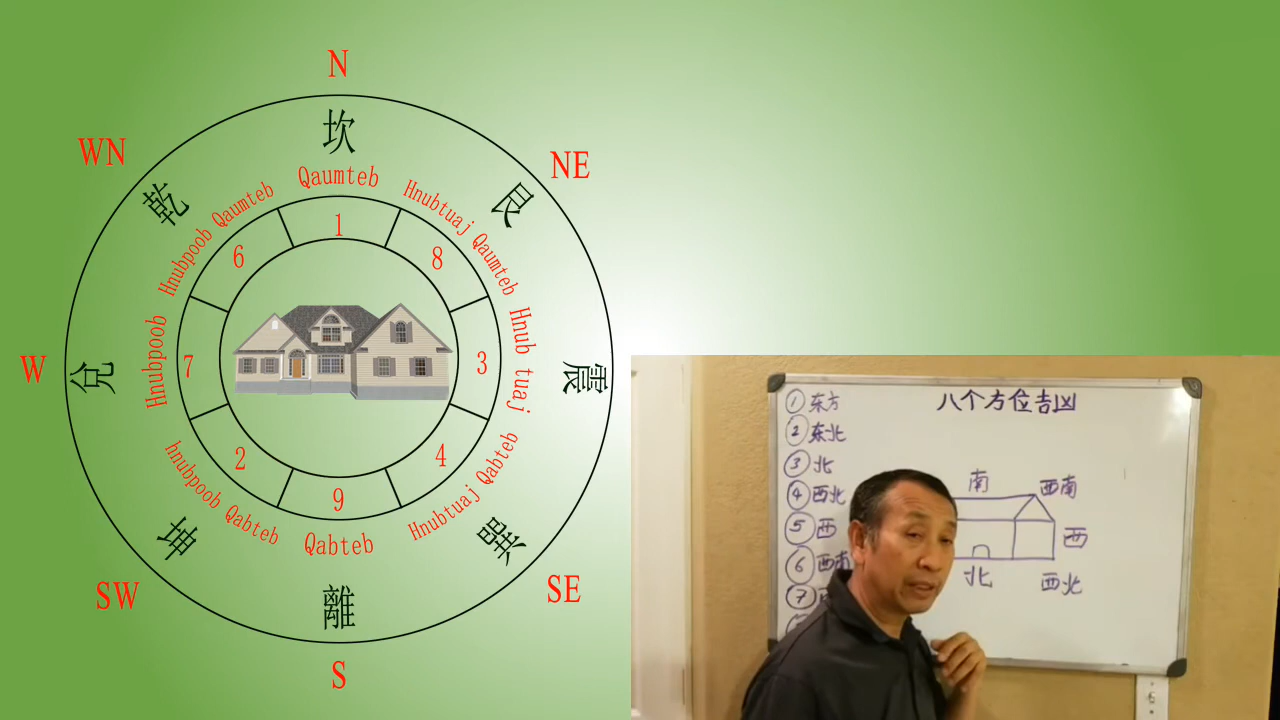 N
WN
NE
坎
乾
艮
Qaumteb
Hnubpoob Qaumteb
Hnubtuaj Qaumteb
1
6
8
W
兌
Hnubpoob
7
3
Hnub tuaj
震
2
4
9
hnubpoob Qabteb
Qabteb
Hnubtuaj Qabteb
SW
離
SE
S
八个方位吉凶
① 东方
② 东北
③ 北
④ 西北
⑤ 西
⑥ 西南
⑦
南
西南
西
北
西北